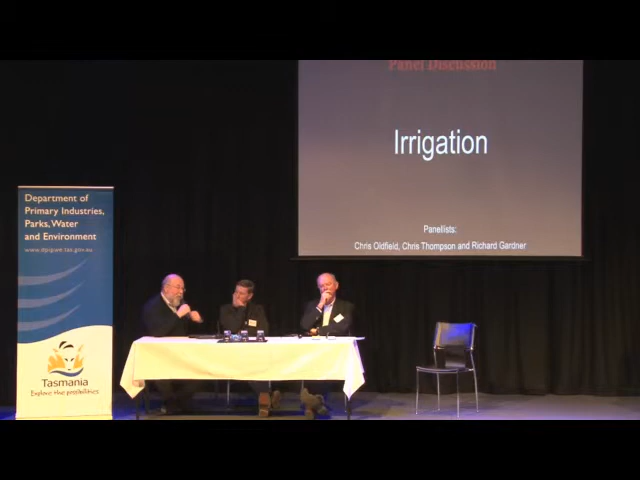 Panel Discussion
Irrigation
Panellists:
Chris Oldfield, Chris Thompson and Richard Gardner
Department of
Primary Industries,
Parks, Water
and Environment
www.dpipwe.tas.gov.au
Tasmania
Explore the possibilities